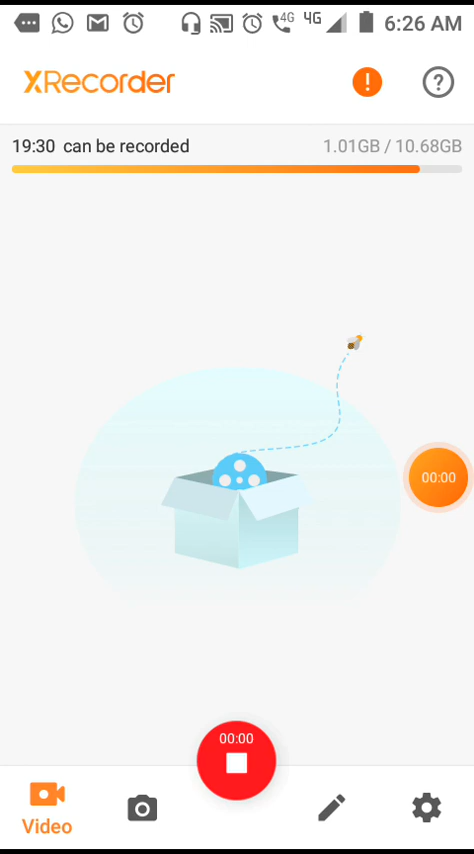 4G 4G 6:26 AM
XRecorder
19:30 can be recorded 1.01GB / 10.68GB
00:00
00:00
Video